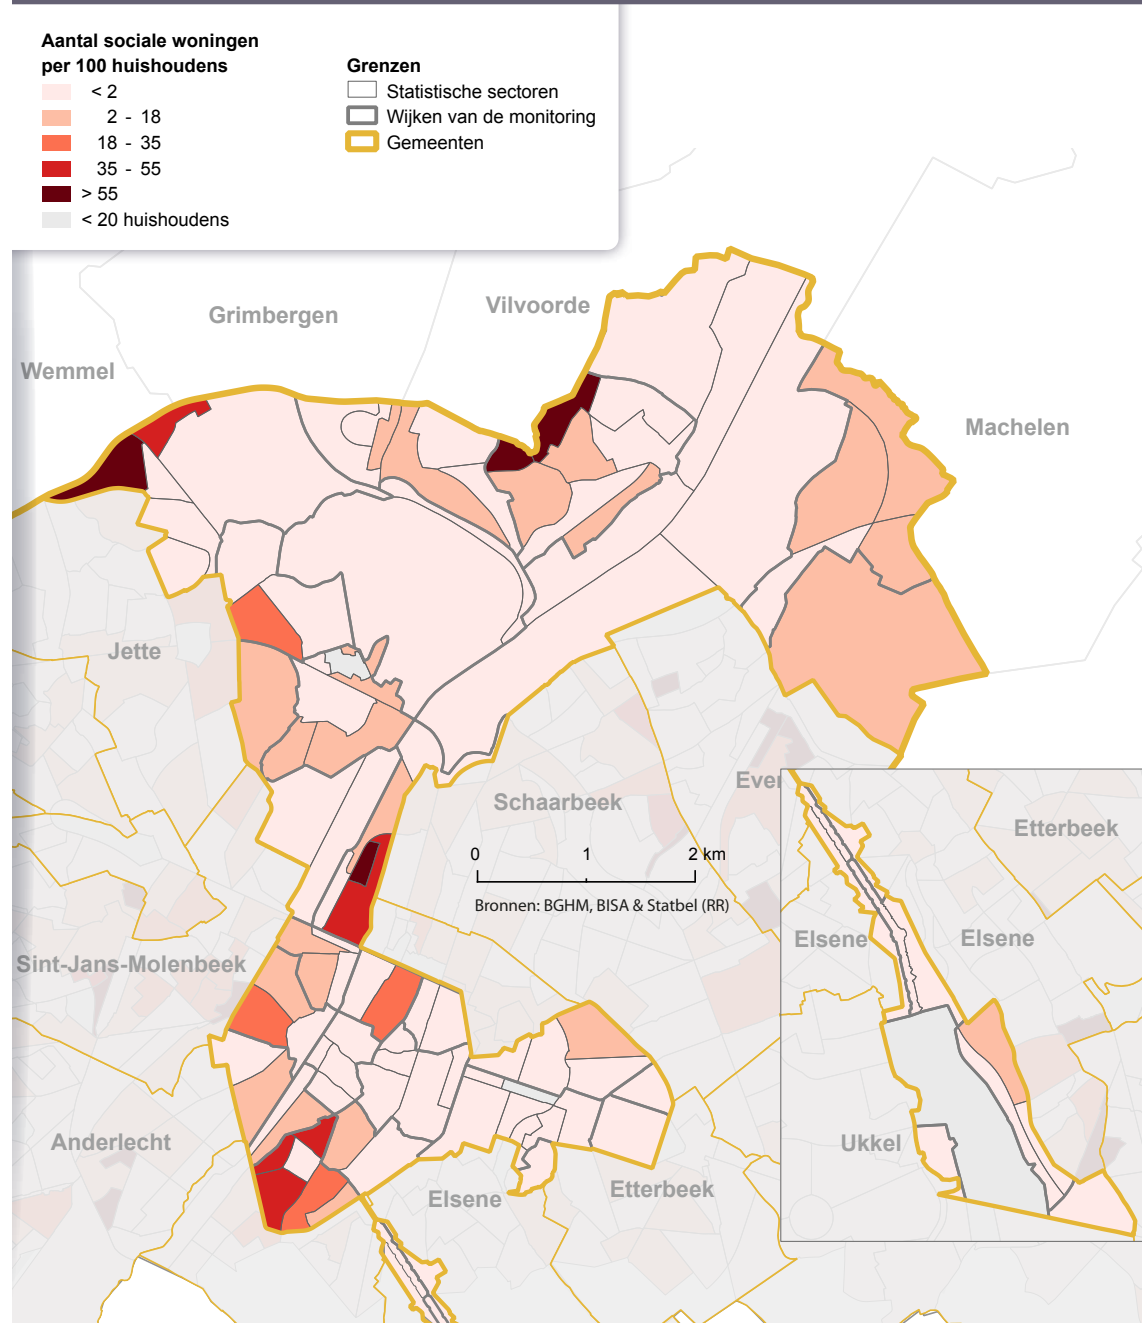 Aantal sociale woningen
per 100 huishoudens
< 2
2 - 18
18 - 35
35 - 55
> 55
< 20 huishoudens
Grenzen
Statistische sectoren
Wijken van de monitoring
Gemeenten
Grimbergen
Vilvoorde
Wemmel
Machelen
Jette
Schaarbeek
Ever
Etterbeek
0 1 2 km
Bronnen: BGHM, BISA & Statbel (RR)
Elsene
Elsene
Sint-Jans-Molenbeek
Anderlecht
Ukkel
Elsene
Etterbeek